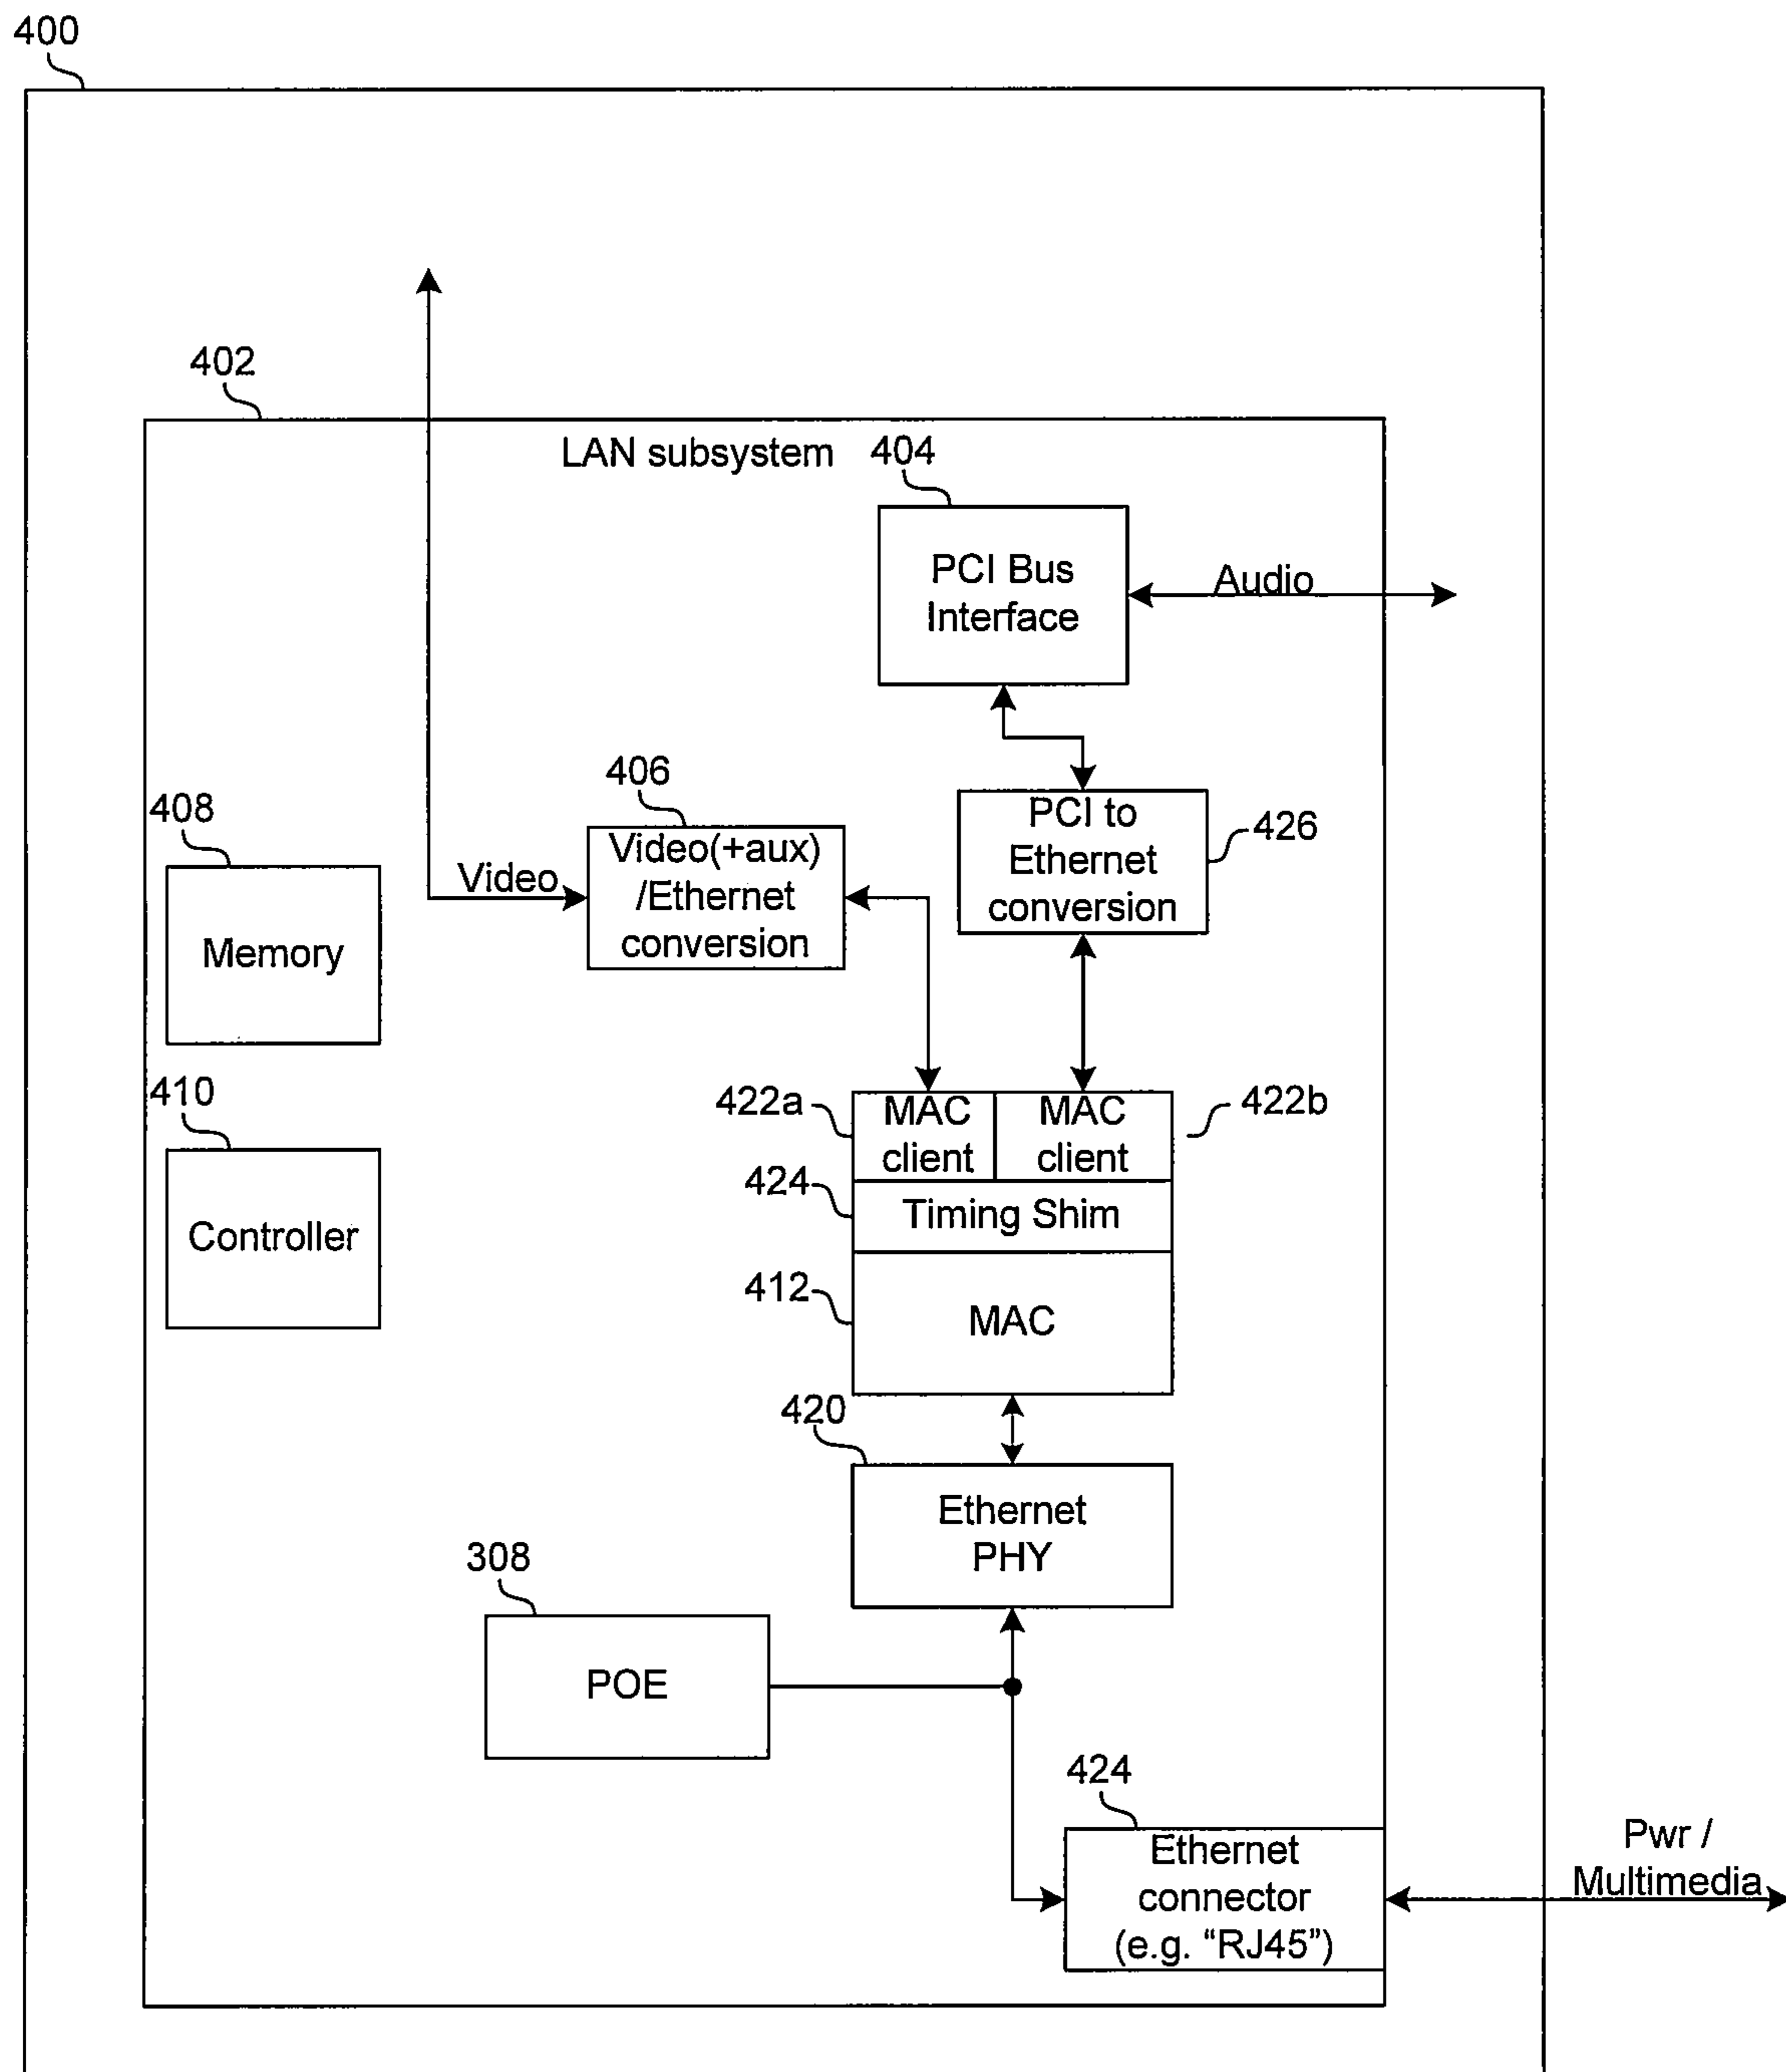 400
402
LAN subsystem
404
PCI Bus
Interface
Audio
406
408
Video(+aux)
/Ethernet
conversion
Video
PCI to
Ethernet
conversion
426
Memory
410
Controller
422a
MAC
client
MAC
client
422b
424
Timing Shim
412
MAC
420
Ethernet
PHY
308
POE
424
Ethernet
connector
(e.g. “RJ45”)
Pwr /
Multimedia